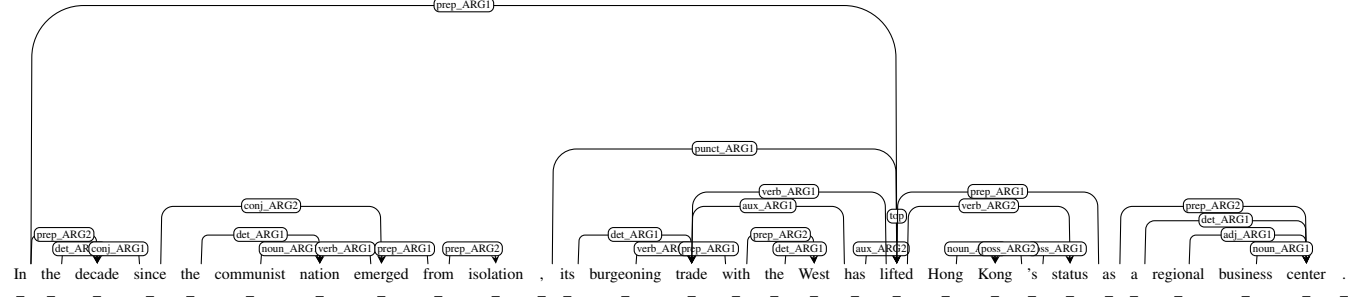 prep_ARG1
punct_ARG1
verb_ARG1 prep_ARG1
conj_ARG2 aux_ARG1 verb_ARG2 prep_ARG2
top det_ARG1
prep_ARG2 det_ARG1 det_ARG1 prep_ARG2 adj_ARG1
conj_ARG1 verb_ARG1 prep_ARG1 prep_ARG2 prep_ARG1 det_ARG1 aux_ARG2 poss_ARG2 noun_ARG1
In the decade since the communist nation emerged from isolation , its burgeoning trade with the West has lifted Hong Kong 's status as a regional business center .